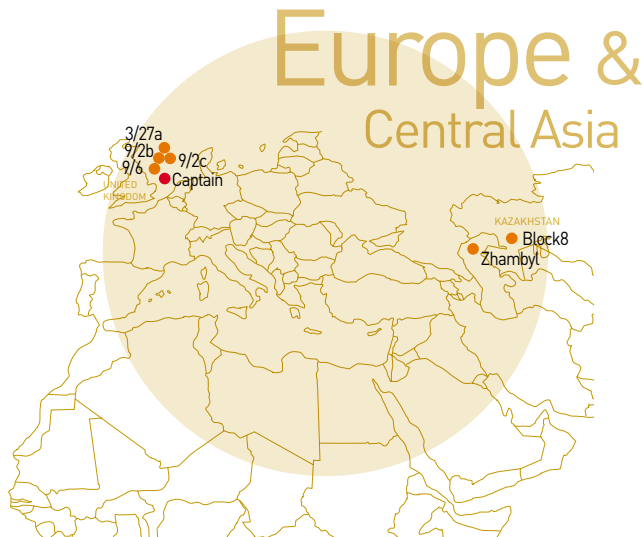 Europe &
Central Asia
3/27a
9/2b
9/2c
9/6
Captain
UNITED
KINGDOM
KAZAKHSTAN
Block8
Zhambyl